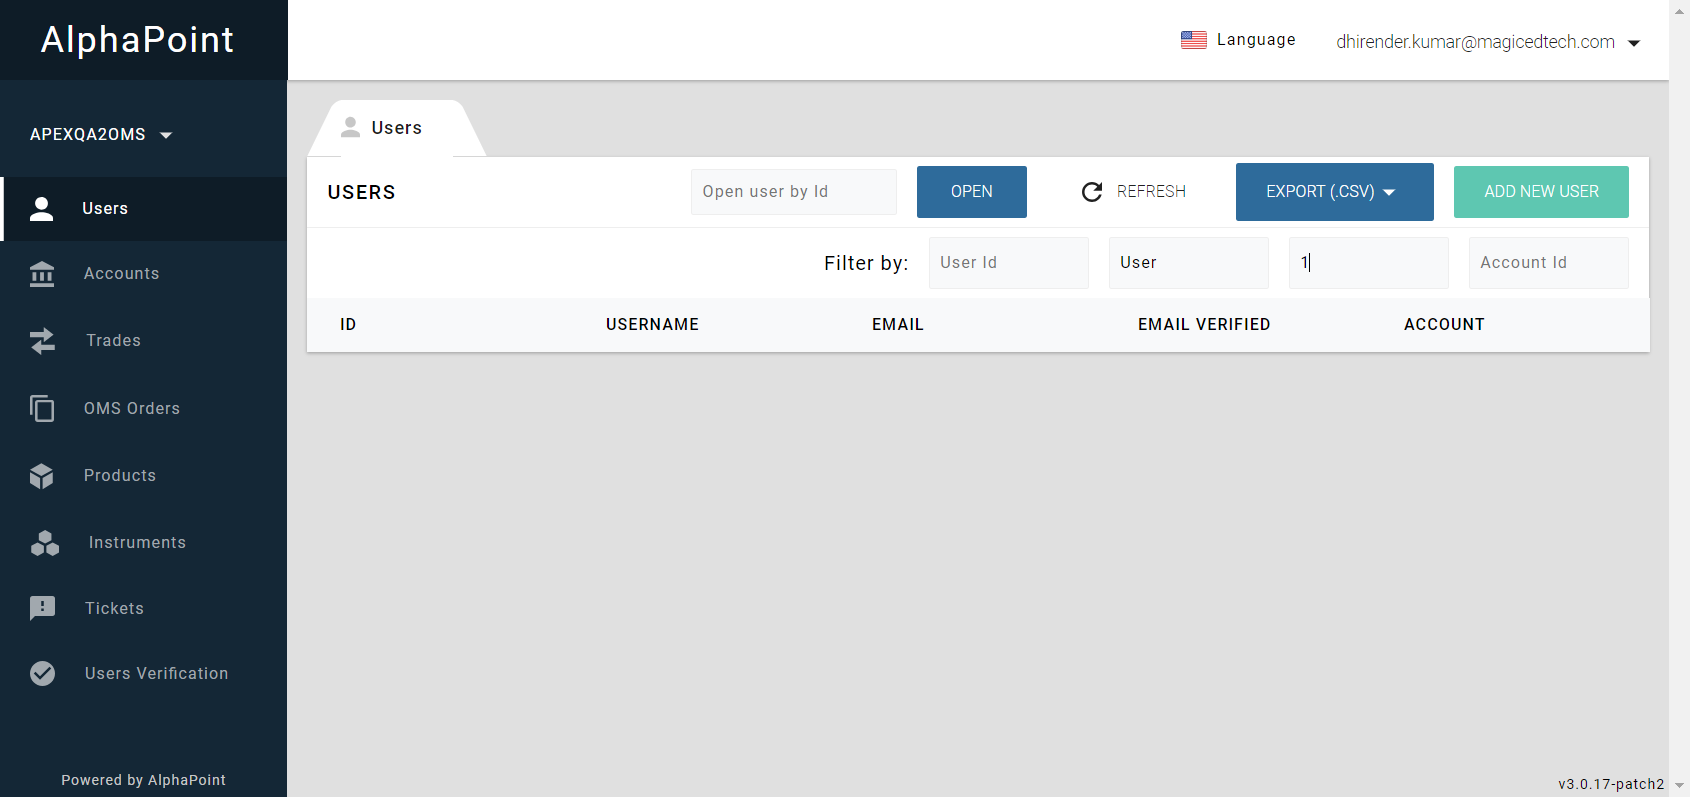 AlphaPoint
Language
dhirender.kumar@magicedtech.com
APEXQA2OMS
Users
Accounts
Trades
OMS Orders
Products
Instruments
Tickets
Users Verification
Powered by AlphaPoint
Users
USERS
Open user by Id
OPEN
REFRESH
EXPORT (.CSV)
ADD NEW USER
Filter by:
User Id
User
1
Account Id
ID
USERNAME
EMAIL
EMAIL VERIFIED
ACCOUNT
v3.0.17-patch2